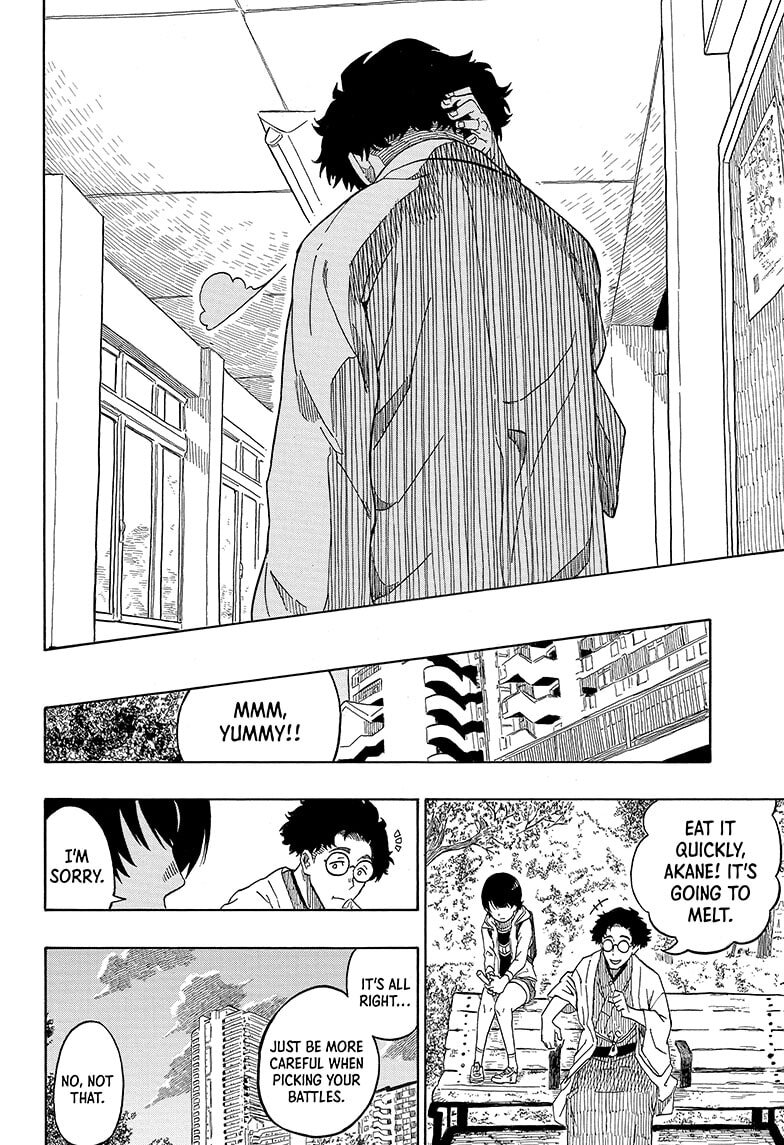 MMM,
YUMMY!!
EAT IT
QUICKLY,
AKANE! IT'S
GOING TO
MELT.
I'M
SORRY.
IT'S ALL
RIGHT...
JUST BE MORE
CAREFUL WHEN
PICKING YOUR
BATTLES.
NO, NOT
THAT.